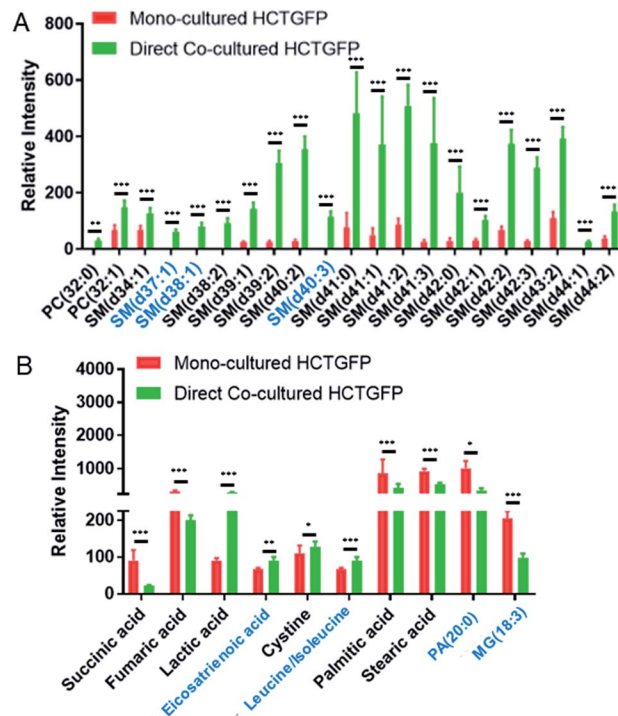 A
800
600
400
200
0
Relative Intensity
Mono-cultured HCTGFP
Direct Co-cultured HCTGFP
** *** *** *** *** *** *** *** *** *** *** *** *** *** *** *** *** *** *** *** ***
PC(32:0)
PC(32:1)
SM(d34:1)
SM(d37:1)
SM(d38:1)
SM(d38:2)
SM(d39:1)
SM(d39:2)
SM(d40:2)
SM(d40:3)
SM(d41:0)
SM(d41:1)
SM(d41:2)
SM(d41:3)
SM(d42:0)
SM(d42:1)
SM(d42:2)
SM(d42:3)
SM(d43:2)
SM(d44:1)
SM(d44:2)
B
4000
3000
2000
1000
200
100
0
Relative Intensity
Mono-cultured HCTGFP
Direct Co-cultured HCTGFP
*** *** *** ** * *** *** *** * ***
Succinic acid
Fumaric acid
Lactic acid
Eicosatrienoic acid
Cystine
Leucine/Isoleucine
Palmitic acid
Stearic acid
PA(20:0)
MG(18:3)